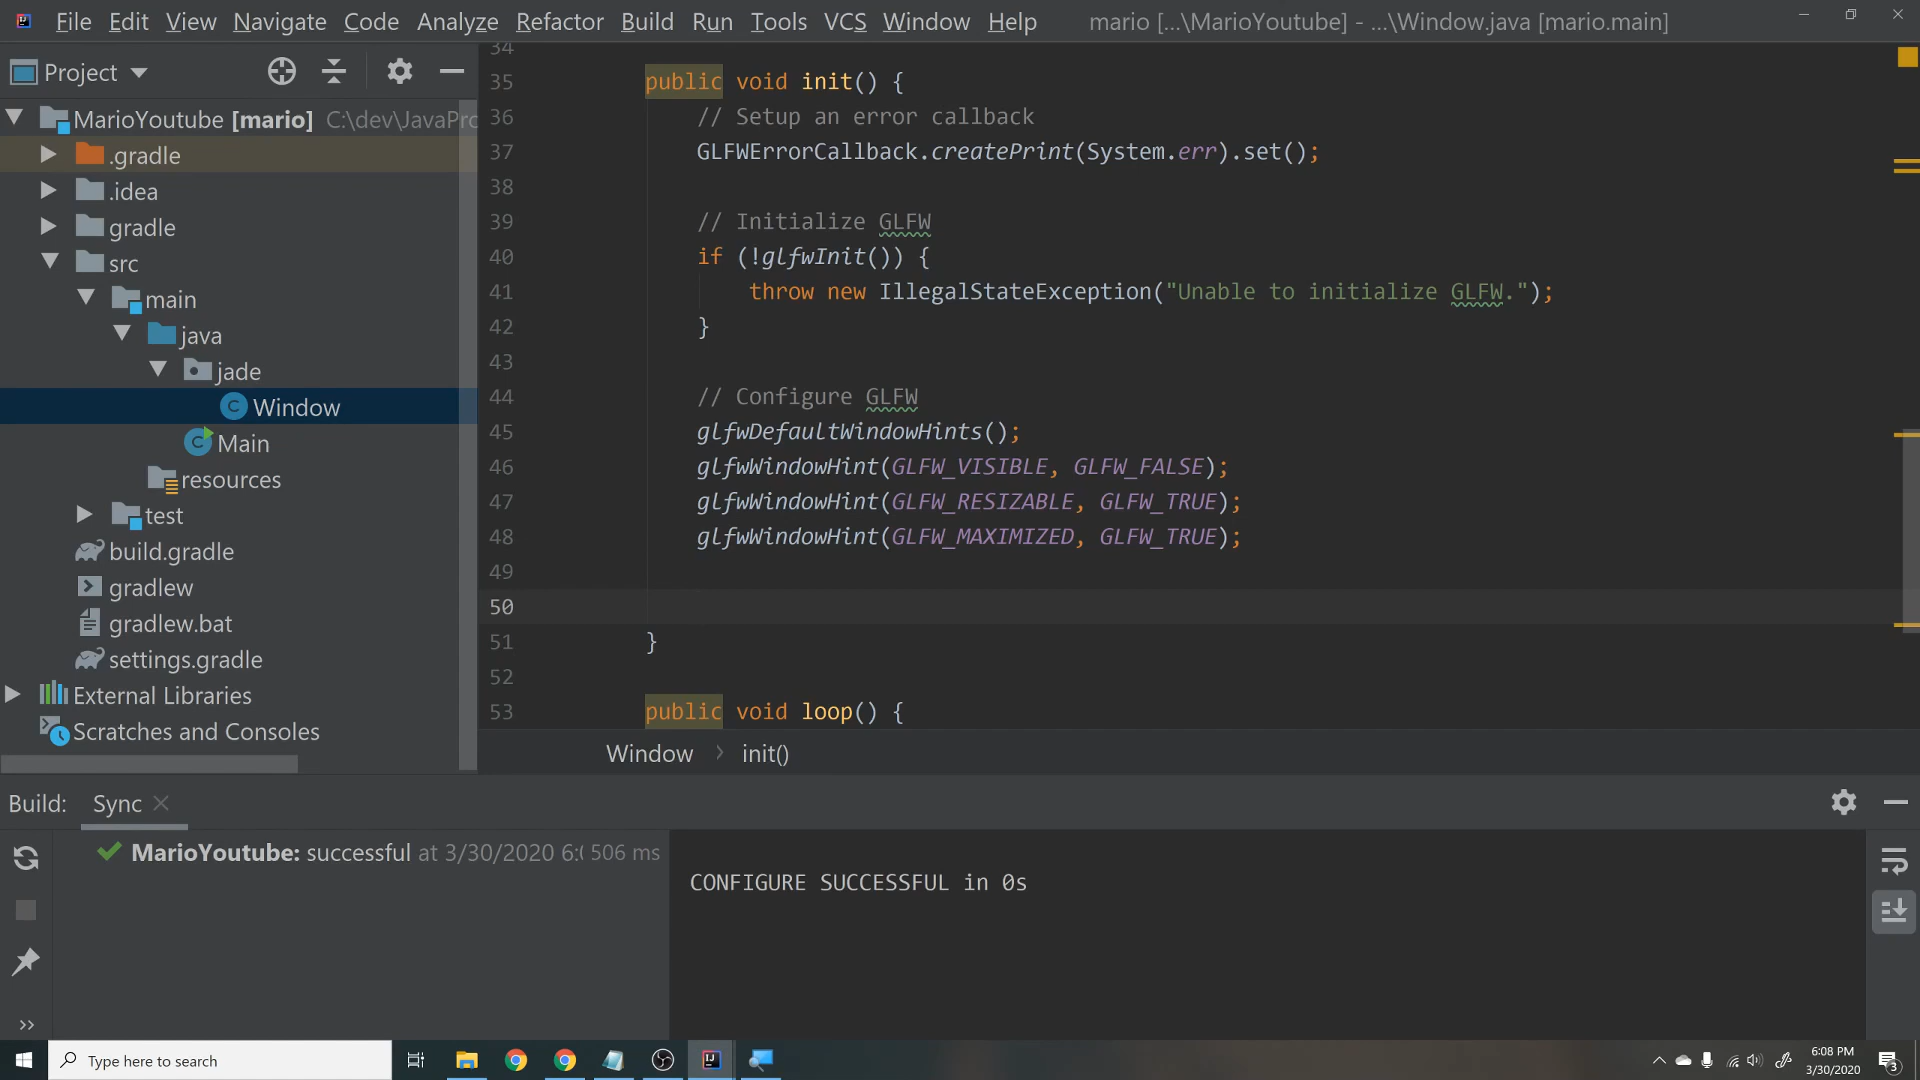 File Edit View Navigate Code Analyze Refactor Build Run Tools VCS Window Help mario [...\MarioYoutube] - ...\Window.java [mario.main]
Project
MarioYoutube [mario] C:\dev\JavaPro
.gradle
.idea
gradle
src
main
java
jade
Window
Main
resources
test
build.gradle
gradlew
gradlew.bat
settings.gradle
External Libraries
Scratches and Consoles
34
35 public void init() {
36 // Setup an error callback
37 GLFWErrorCallback.createPrint(System.err).set();
38
39 // Initialize GLFW
40 if (!glfwInit()) {
41 throw new IllegalStateException("Unable to initialize GLFW.");
42 }
43
44 // Configure GLFW
45 glfwDefaultWindowHints();
46 glfwWindowHint(GLFW_VISIBLE, GLFW_FALSE);
47 glfwWindowHint(GLFW_RESIZABLE, GLFW_TRUE);
48 glfwWindowHint(GLFW_MAXIMIZED, GLFW_TRUE);
49
50
51 }
52
53 public void loop() {
Window › init()
Build: Sync
MarioYoutube: successful at 3/30/2020 6:0 506 ms
CONFIGURE SUCCESSFUL in 0s
Type here to search
6:08 PM
3/30/2020
3